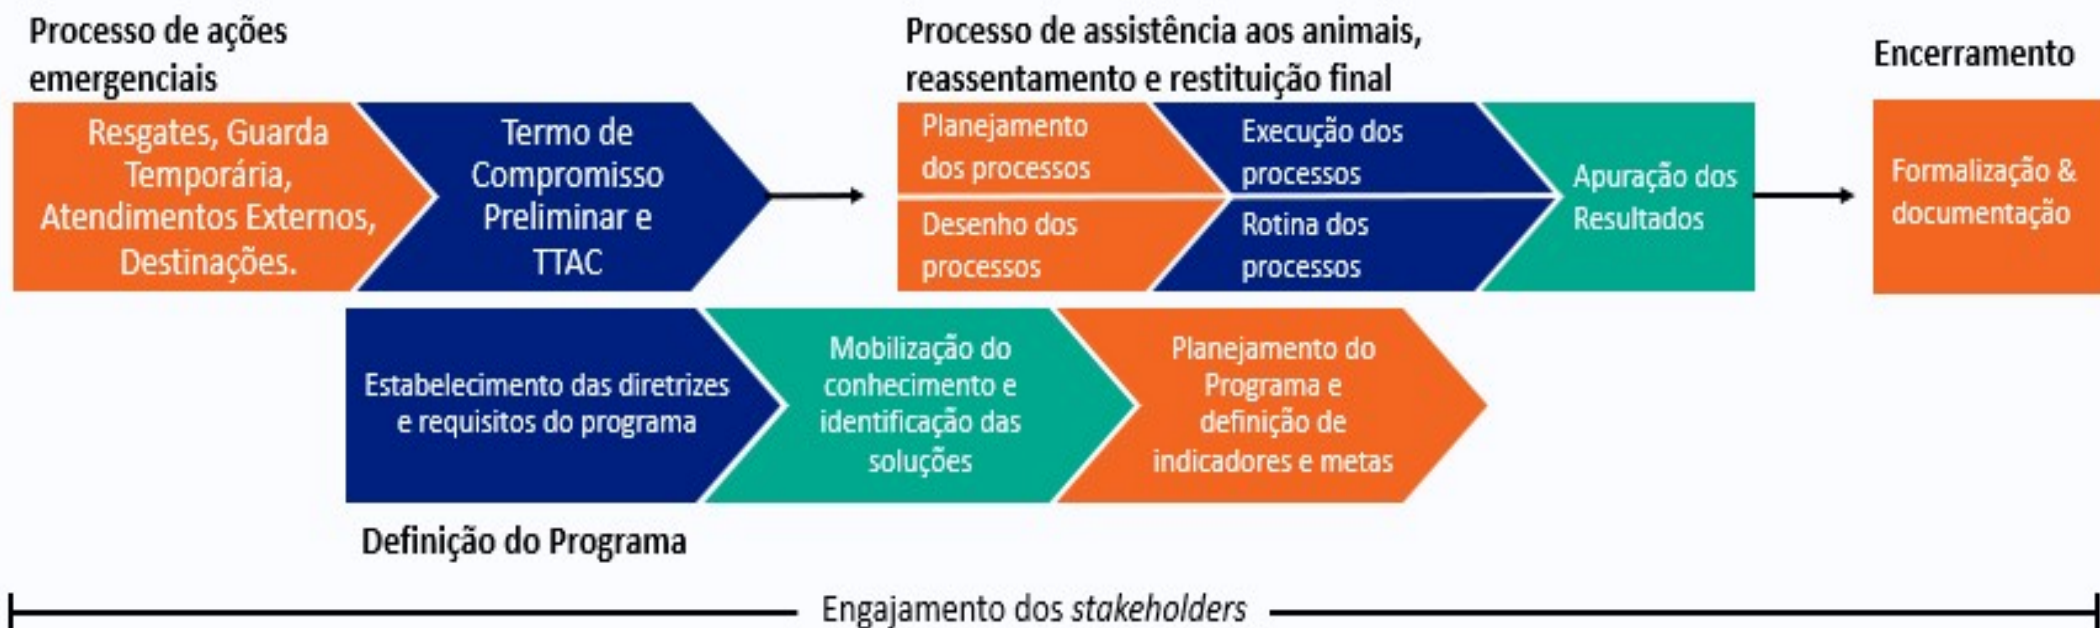 Processo de ações
emergenciais
Resgates, Guarda
Temporária,
Atendimentos Externos,
Destinações.
Termo de
Compromisso
Preliminar e
TTAC
Processo de assistência aos animais,
reassentamento e restituição final
Planejamento
dos processos
Desenho dos
processos
Execução dos
processos
Rotina dos
processos
Apuração dos
Resultados
Encerramento
Formalização &
documentação
Estabelecimento das diretrizes
e requisitos do programa
Mobilização do
conhecimento e
identificação das
soluções
Planejamento do
Programa e
definição de
indicadores e metas
Definição do Programa
Engajamento dos stakeholders